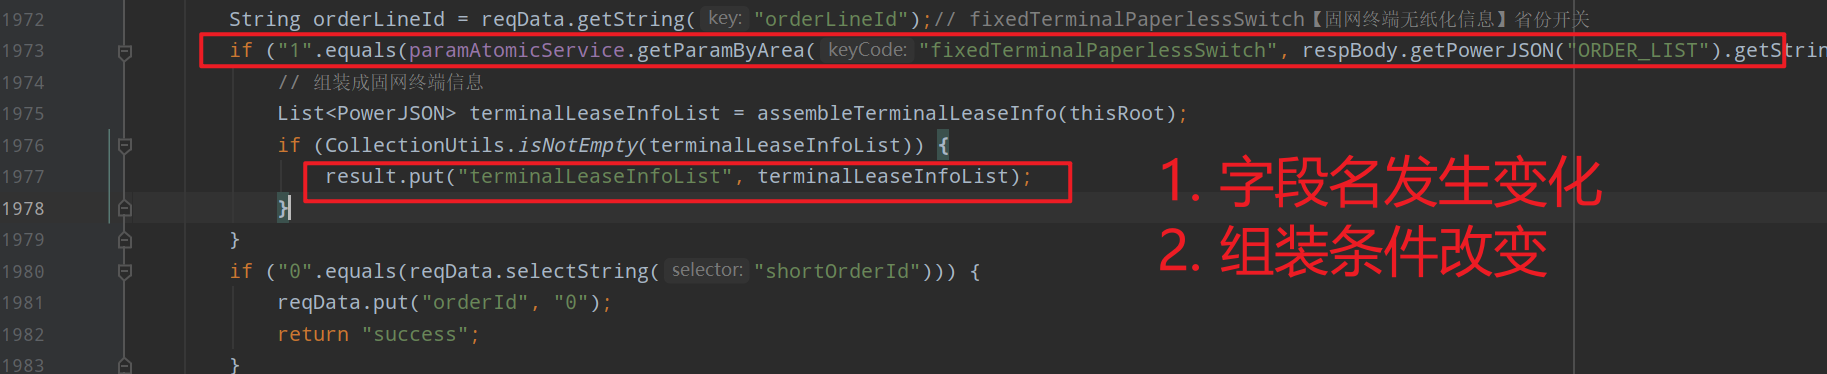 1972 String orderLineId = reqData.getString( key: "orderLineId");// fixedTerminalPaperlessSwitch【固网终端无纸化信息】省份开关
1973 if ("1".equals(paramAtomicService.getParamByArea( keyCode: "fixedTerminalPaperlessSwitch", respBody.getPowerJSON("ORDER_LIST").getStrin
1974 // 组装成固网终端信息
1975 List<PowerJSON> terminalLeaseInfoList = assembleTerminalLeaseInfo(thisRoot);
1976 if (CollectionUtils.isNotEmpty(terminalLeaseInfoList)) {
1977 result.put("terminalLeaseInfoList", terminalLeaseInfoList);
1978 }
1. 字段名发生变化
2. 组装条件改变
1979 }
1980 if ("0".equals(reqData.selectString( selector: "shortOrderId"))) {
1981 reqData.put("orderId", "0");
1982 return "success";
1983 }